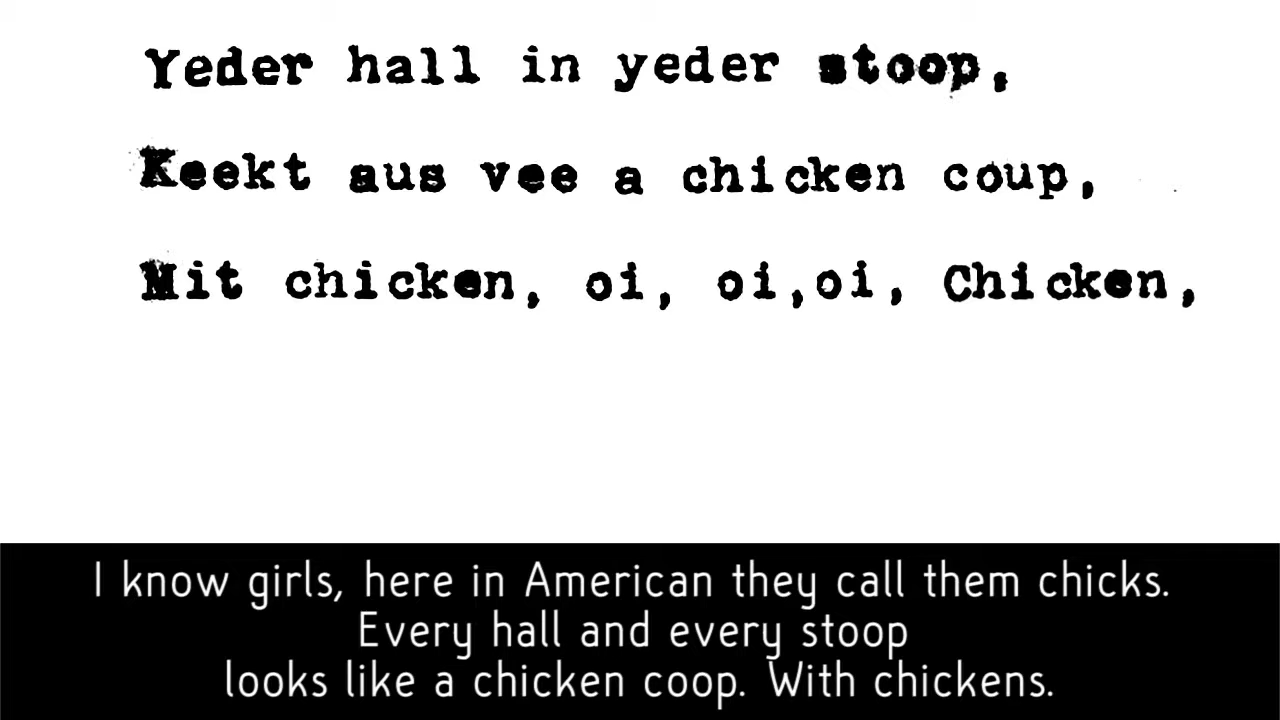 Yeder hall in yeder stoop,
Keekt aus vee a chicken coup,
Mit chicken, oi, oi,oi, Chicken,
I know girls, here in American they call them chicks.
Every hall and every stoop
looks like a chicken coop. With chickens.